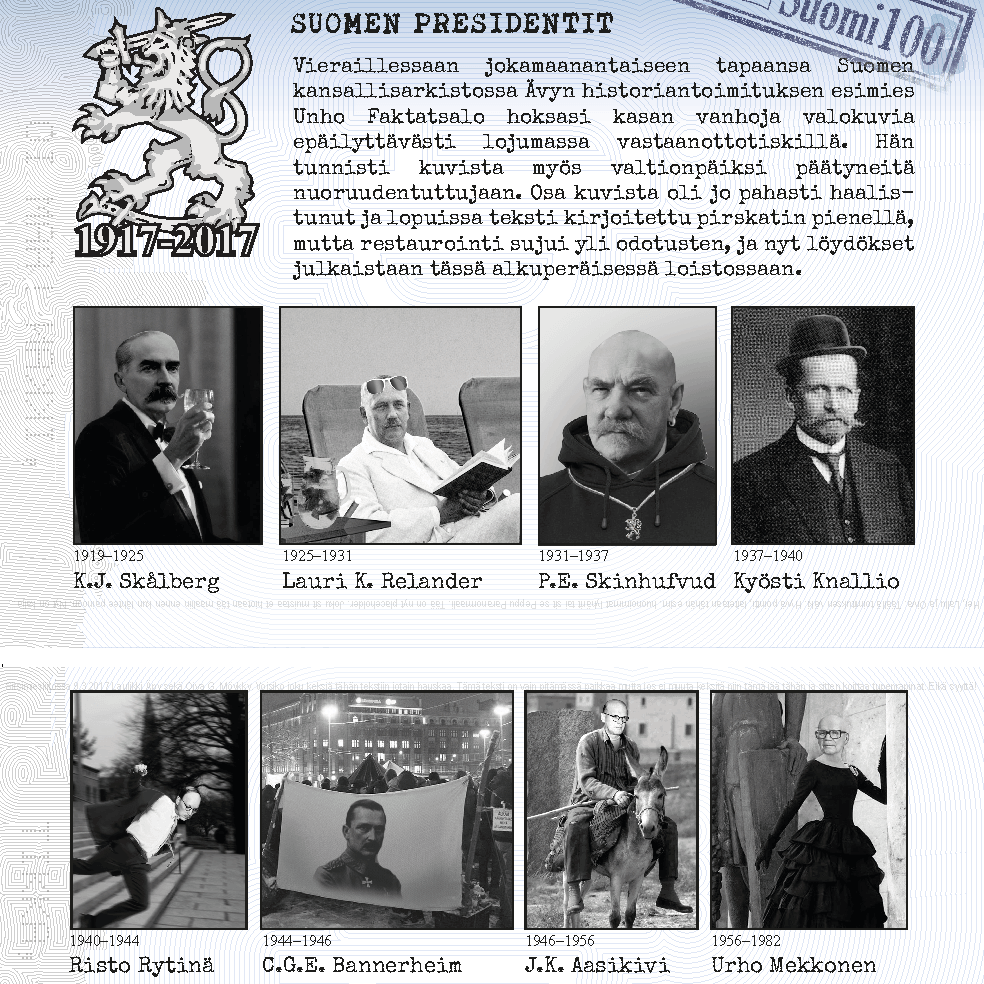 SUOMEN PRESIDENTIT
Suomi100
Vieraillessaan jokamaanantaiseen tapaansa Suomen
kansallisarkistossa Ävyn historiantoimituksen esimies
Unho Faktatsalo hoksasi kasan vanhoja valokuvia
epäilyttävästi lojumassa vastaanottotiskillä. Hän
tunnisti kuvista myös valtionpäiksi päätyneitä
nuoruudentuttujaan. Osa kuvista oli jo pahasti haalis-
tunut ja lopuissa teksti kirjoitettu pirskatin pienellä,
mutta restaurointi sujui yli odotusten, ja nyt löydökset
julkaistaan tässä alkuperäisessä loistossaan.
1917-2017
1919–1925
K.J. Skålberg
1925–1931
Lauri K. Relander
1931–1937
P.E. Skinhufvud
1937–1940
Kyösti Knallio
1940–1944
Risto Rytinä
1944–1946
C.G.E. Bannerheim
1946–1956
J.K. Aasikivi
1956–1982
Urho Mekkonen